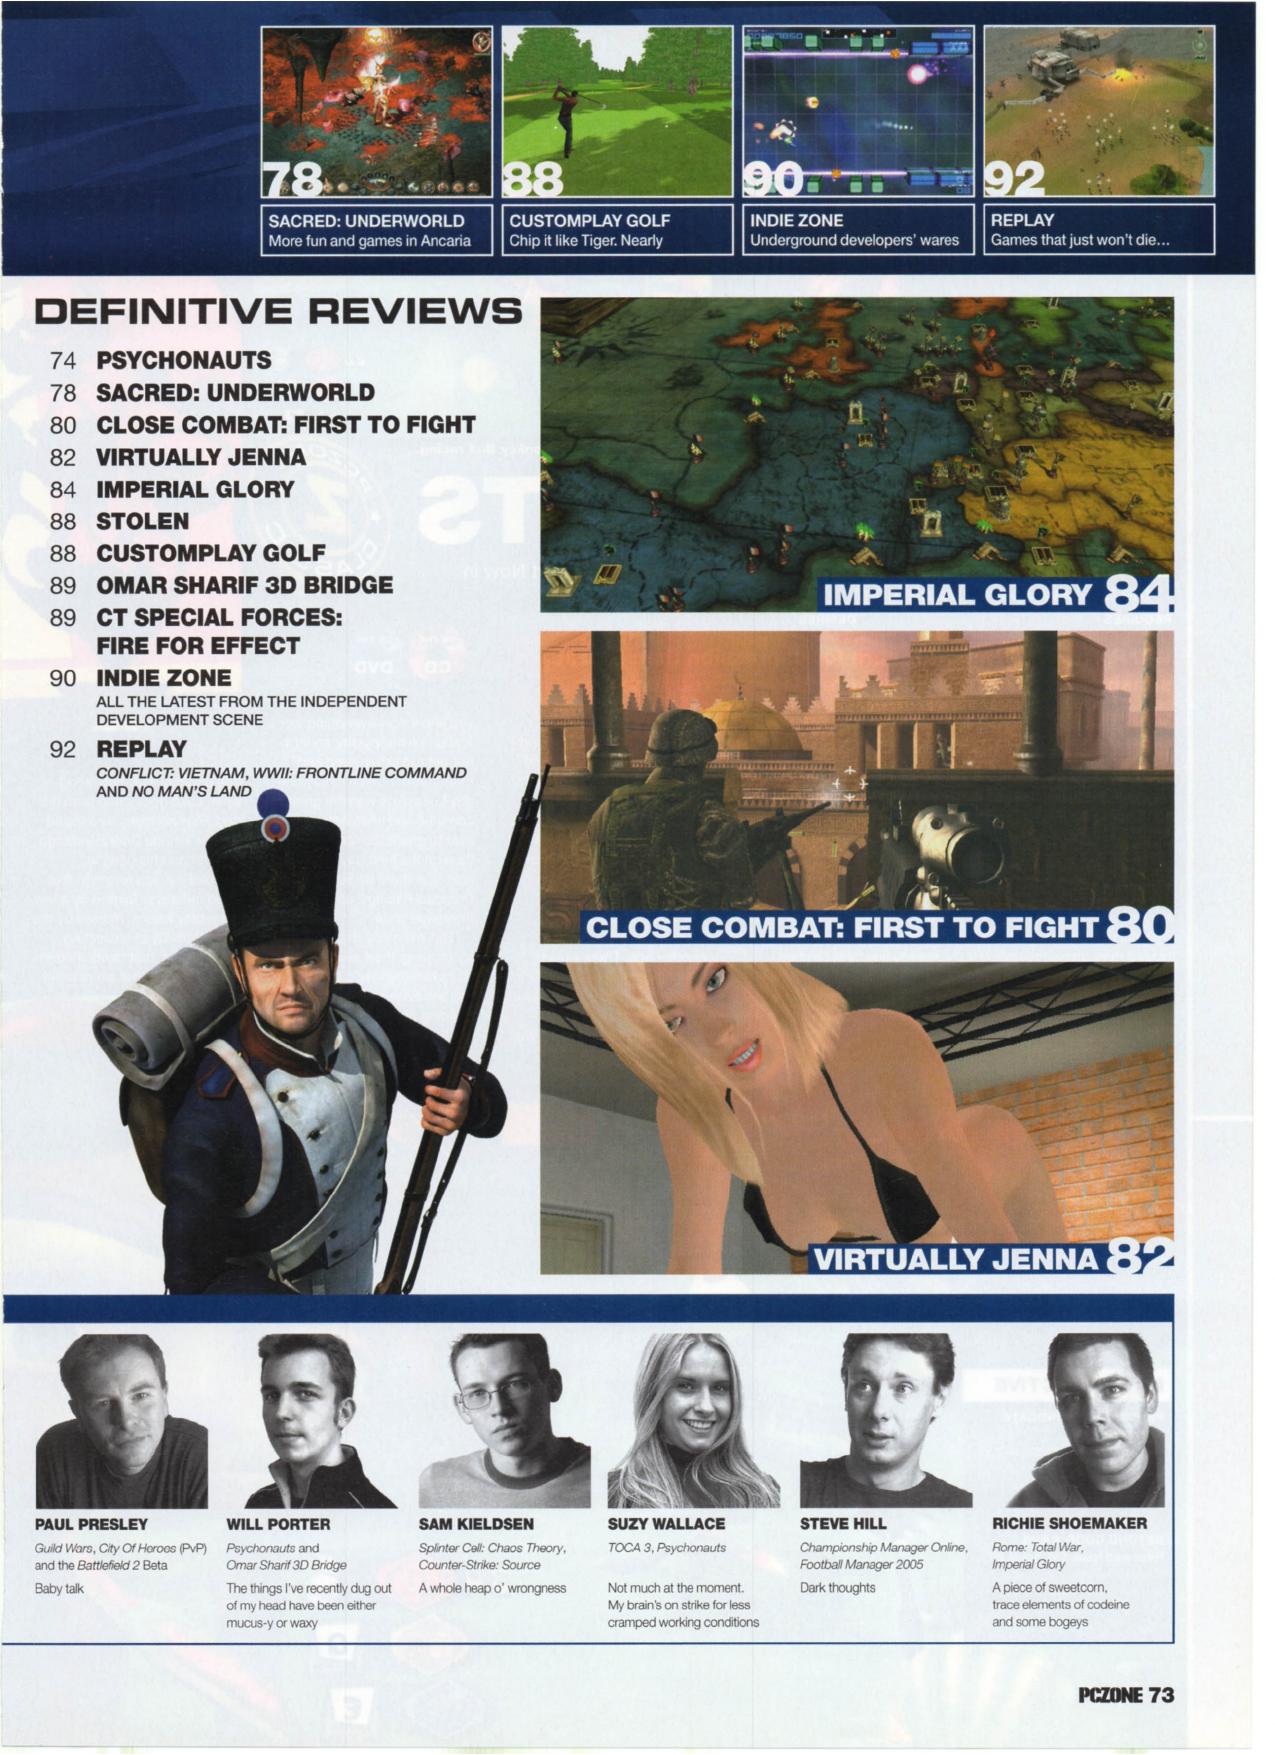 78
SACRED: UNDERWORLD
More fun and games in Ancaria
88
CUSTOMPLAY GOLF
Chip it like Tiger. Nearly
90
INDIE ZONE
Underground developers' wares
92
REPLAY
Games that just won't die...
DEFINITIVE REVIEWS
74 PSYCHONAUTS
78 SACRED: UNDERWORLD
80 CLOSE COMBAT: FIRST TO FIGHT
82 VIRTUALLY JENNA
84 IMPERIAL GLORY
88 STOLEN
88 CUSTOMPLAY GOLF
89 OMAR SHARIF 3D BRIDGE
89 CT SPECIAL FORCES:
FIRE FOR EFFECT
90 INDIE ZONE
ALL THE LATEST FROM THE INDEPENDENT
DEVELOPMENT SCENE
92 REPLAY
CONFLICT: VIETNAM, WWII: FRONTLINE COMMAND
AND NO MAN'S LAND
IMPERIAL GLORY 84
CLOSE COMBAT: FIRST TO FIGHT 80
VIRTUALLY JENNA 82
PAUL PRESLEY
Guild Wars, City Of Heroes (PvP)
and the Battlefield 2 Beta
Baby talk
WILL PORTER
Psychonauts and
Omar Sharif 3D Bridge
The things I've recently dug out
of my head have been either
mucus-y or waxy
SAM KIELDSEN
Splinter Cell: Chaos Theory,
Counter-Strike: Source
A whole heap o' wrongness
SUZY WALLACE
TOCA 3, Psychonauts
Not much at the moment.
My brain's on strike for less
cramped working conditions
STEVE HILL
Championship Manager Online,
Football Manager 2005
Dark thoughts
RICHIE SHOEMAKER
Rome: Total War,
Imperial Glory
A piece of sweetcorn,
trace elements of codeine
and some bogeys
PCZONE 73